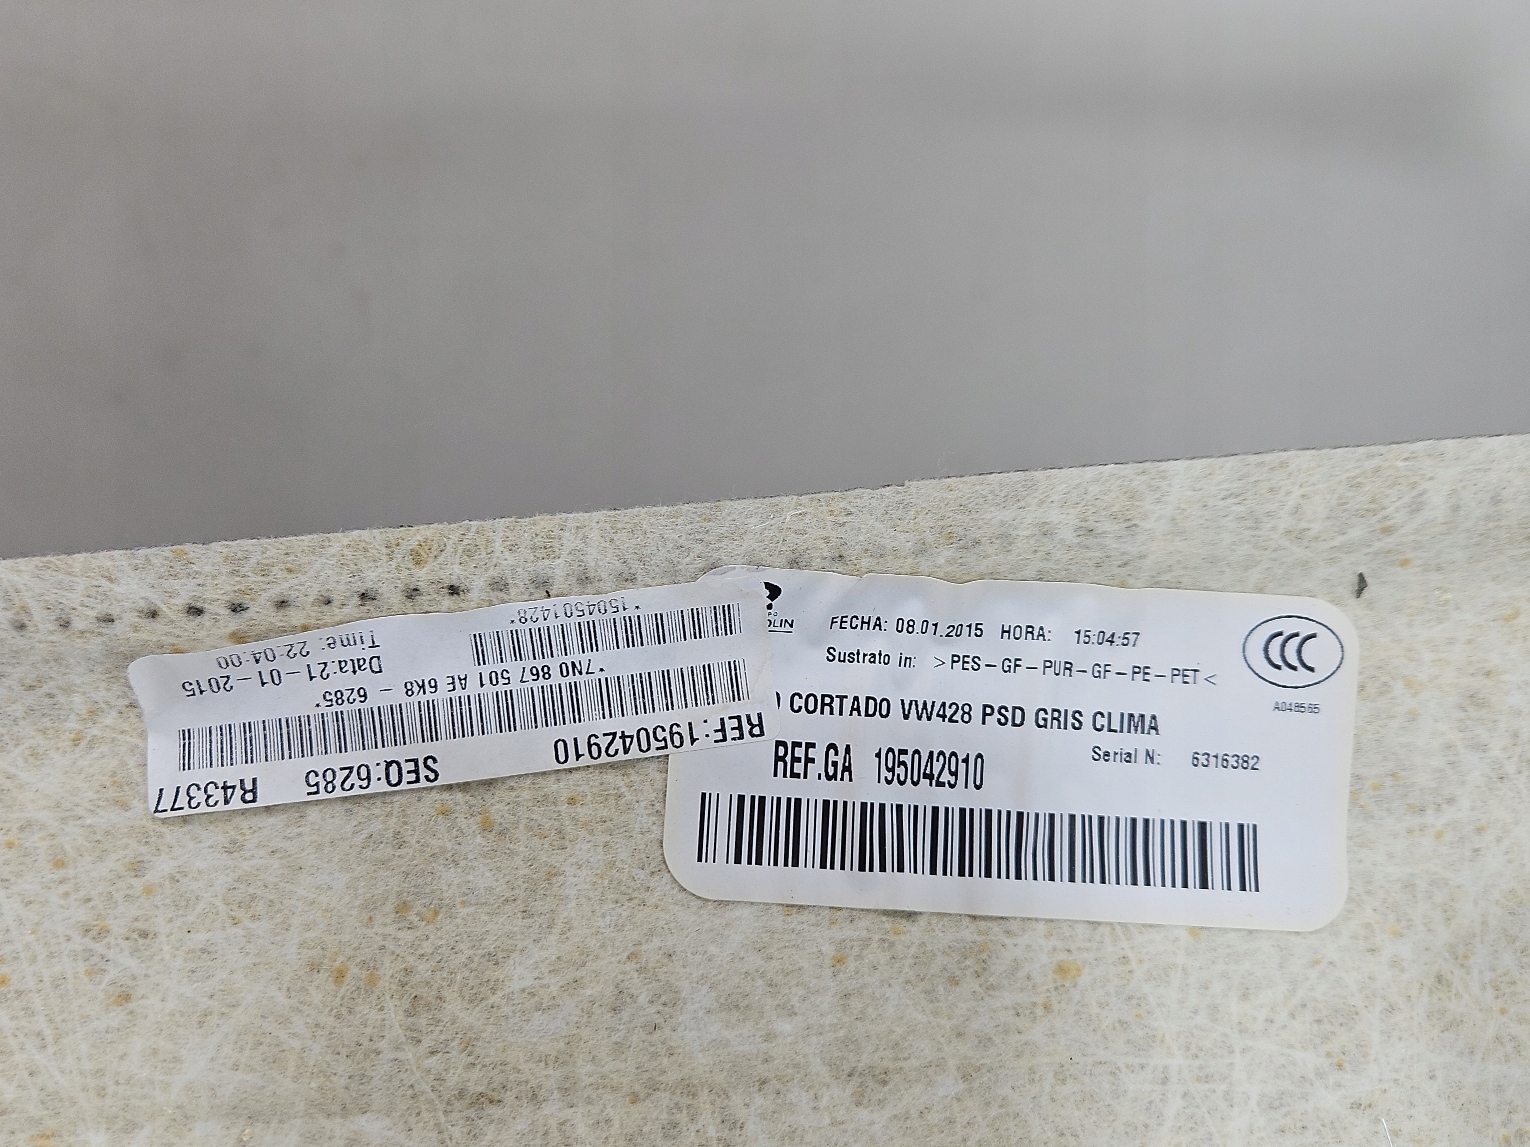 FECHA: 08.01.2015 HORA: 15:04:57
Sustrato in: >PES-GF-PUR-GF-PE-PET<
CORTADO VW428 PSD GRIS CLIMA
Serial N: 6316382
REF.GA 195042910
CCC
A048565
R43377 SEQ:6285 REF:195042910
*7N0 867 501 AE 6K8 - 6285*
Data:21-01-2015
Time: 22:04:00
*1504501428*